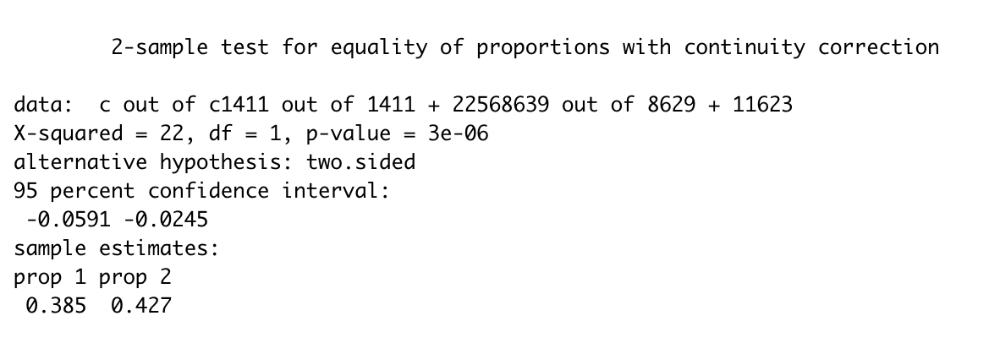 2-sample test for equality of proportions with continuity correction
data:  c out of c1411 out of 1411 + 22568639 out of 8629 + 11623
X-squared = 22, df = 1, p-value = 3e-06
alternative hypothesis: two.sided
95 percent confidence interval:
-0.0591 -0.0245
sample estimates:
prop 1 prop 2
0.385  0.427